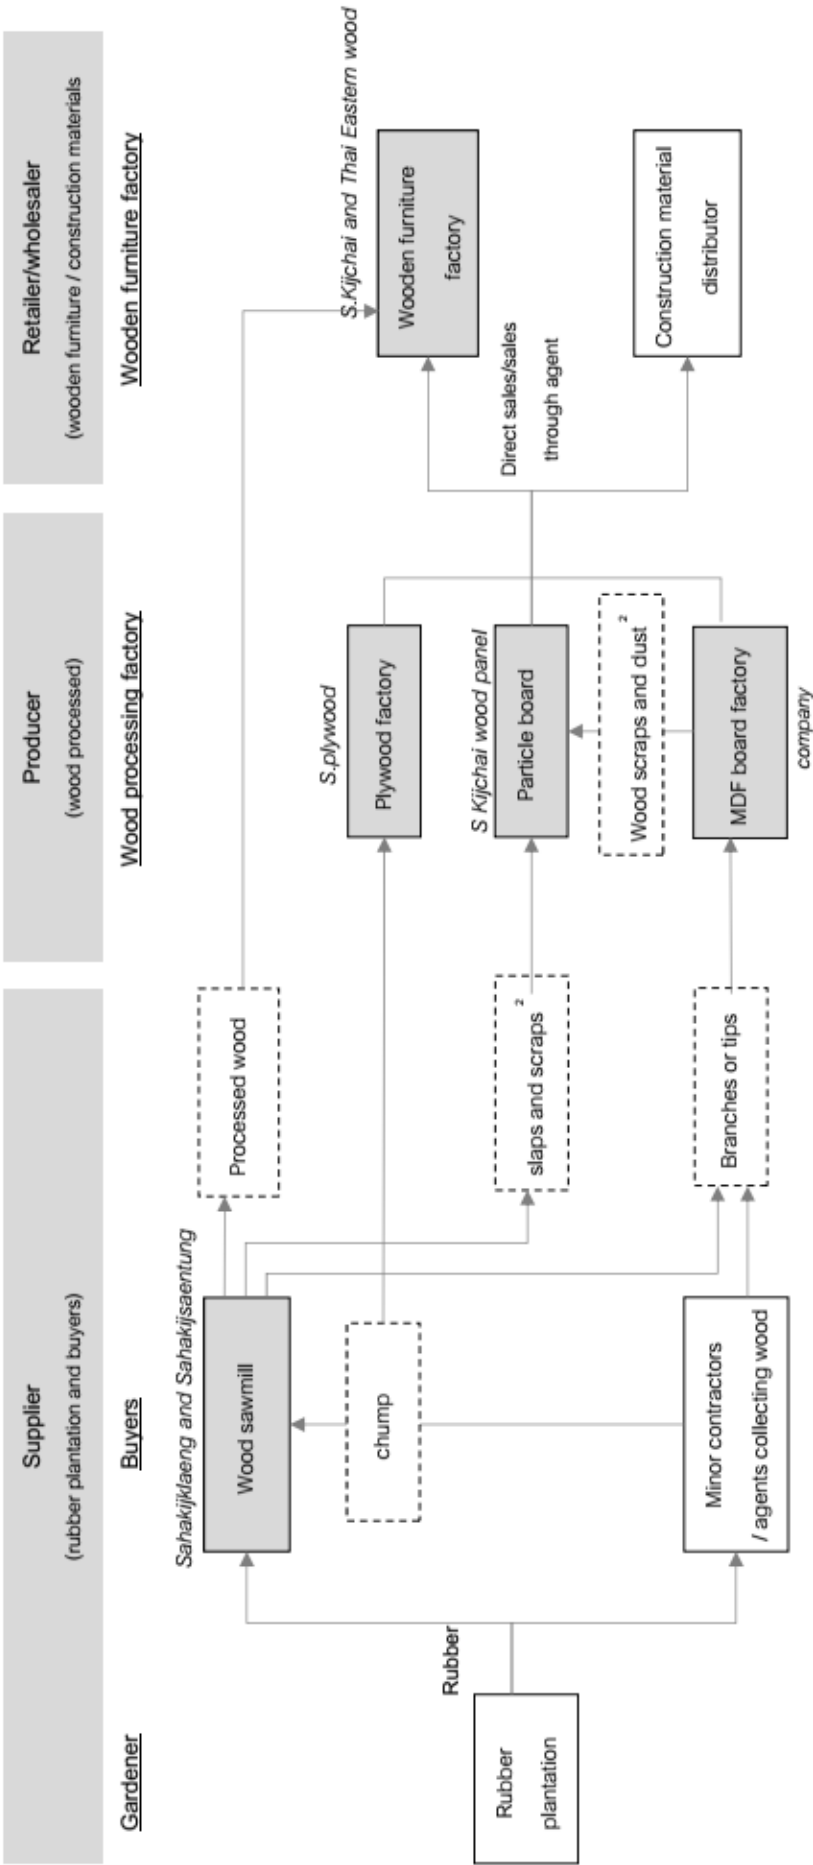 Supplier
(rubber plantation and buyers)
Producer
(wood processed)
Retailer/wholesaler
(wooden furniture / construction materials
Gardener
Buyers
Wood processing factory
Wooden furniture factory
Sahakijklaeng and Sahakijsaentung
Wood sawmill
Processed wood
S.Kijchai and Thai Eastern wood
Wooden furniture
factory
chump
S.plywood
Plywood factory
Rubber
Rubber
plantation
slaps and scraps 2
S Kijchai wood panel
Particle board
Direct sales/sales
through agent
Wood scraps and dust 2
Minor contractors
/ agents collecting wood
Branches or tips
MDF board factory
company
Construction material
distributor